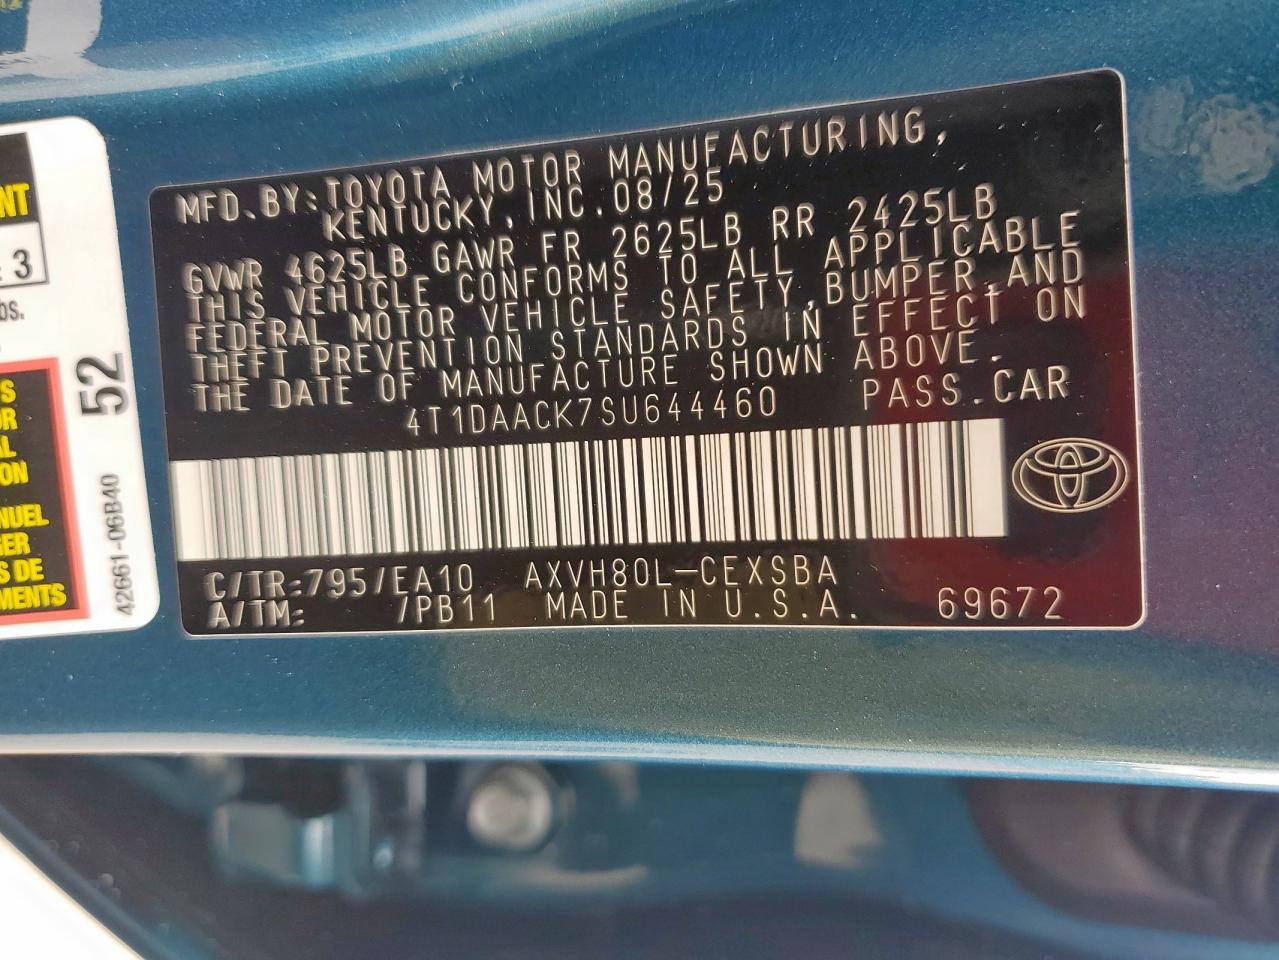 MFD.BY:TOYOTA MOTOR MANUFACTURING,
KENTUCKY,INC.08/25
GVWR 4625LB GAWR FR 2625LB RR 2425LB
THIS VEHICLE CONFORMS TO ALL APPLICABLE
FEDERAL MOTOR VEHICLE SAFETY,BUMPER,AND
THEFT PREVENTION STANDARDS IN EFFECT ON
THE DATE OF MANUFACTURE SHOWN ABOVE.
4T1DAACK7SU644460 PASS.CAR
C/TR:795/EA10 AXVH80L-CEXSBA
A/TM: /PB11 MADE IN U.S.A. 69672
3
52
42661-06B40
S DE